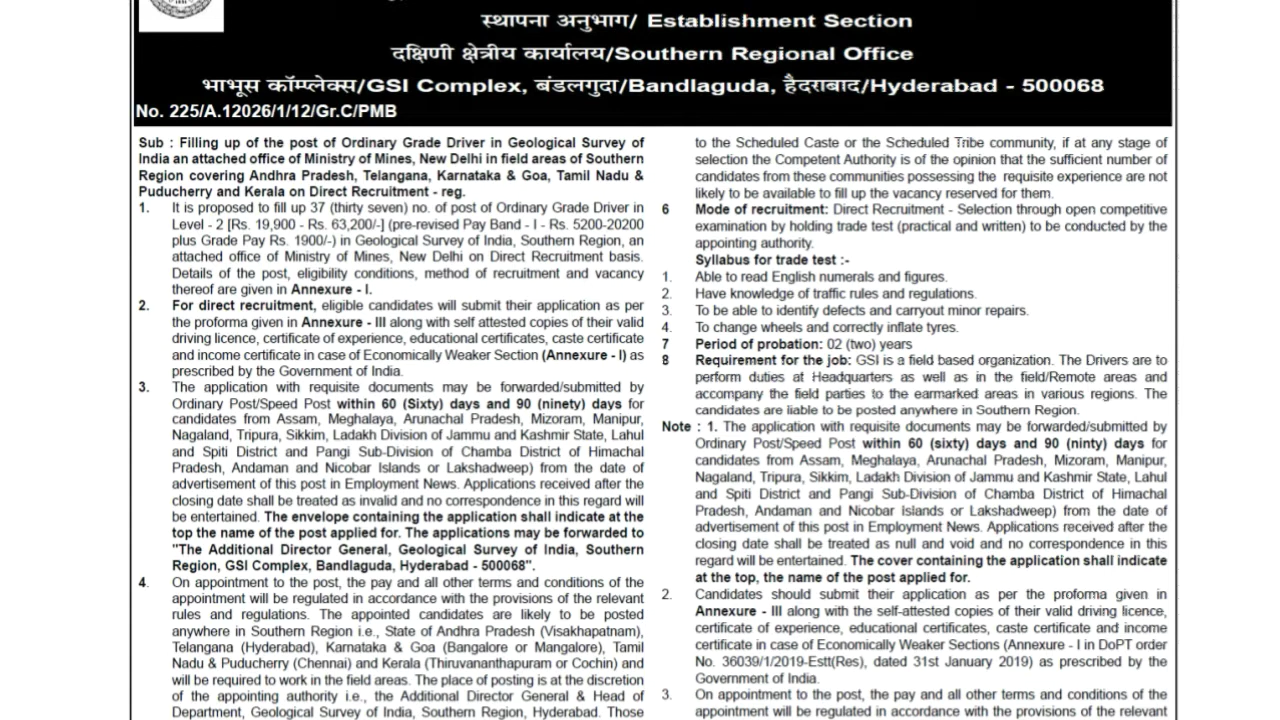 स्थापना अनुभाग/ Establishment Section
दक्षिणी क्षेत्रीय कार्यालय/Southern Regional Office
भाभूस कॉम्प्लेक्स/GSI Complex, बंडलगुदा/Bandlaguda, हैदराबाद/Hyderabad - 500068
No. 225/A.12026/1/12/Gr.C/PMB
Sub : Filling up of the post of Ordinary Grade Driver in Geological Survey of
India an attached office of Ministry of Mines, New Delhi in field areas of Southern
Region covering Andhra Pradesh, Telangana, Karnataka & Goa, Tamil Nadu &
Puducherry and Kerala on Direct Recruitment - reg.
1. It is proposed to fill up 37 (thirty seven) no. of post of Ordinary Grade Driver in
Level - 2 [Rs. 19,900 - Rs. 63,200/-] (pre-revised Pay Band - I - Rs. 5200-20200
plus Grade Pay Rs. 1900/-) in Geological Survey of India, Southern Region, an
attached office of Ministry of Mines, New Delhi on Direct Recruitment basis.
Details of the post, eligibility conditions, method of recruitment and vacancy
thereof are given in Annexure - I.
2. For direct recruitment, eligible candidates will submit their application as per
the proforma given in Annexure - III along with self attested copies of their valid
driving licence, certificate of experience, educational certificates, caste certificate
and income certificate in case of Economically Weaker Section (Annexure - I) as
prescribed by the Government of India.
3. The application with requisite documents may be forwarded/submitted by
Ordinary Post/Speed Post within 60 (Sixty) days and 90 (ninety) days for
candidates from Assam, Meghalaya, Arunachal Pradesh, Mizoram, Manipur,
Nagaland, Tripura, Sikkim, Ladakh Division of Jammu and Kashmir State, Lahul
and Spiti District and Pangi Sub-Division of Chamba District of Himachal
Pradesh, Andaman and Nicobar Islands or Lakshadweep) from the date of
advertisement of this post in Employment News. Applications received after the
closing date shall be treated as invalid and no correspondence in this regard will
be entertained. The envelope containing the application shall indicate at the
top the name of the post applied for. The applications may be forwarded to
"The Additional Director General, Geological Survey of India, Southern
Region, GSI Complex, Bandlaguda, Hyderabad - 500068".
4. On appointment to the post, the pay and all other terms and conditions of the
appointment will be regulated in accordance with the provisions of the relevant
rules and regulations. The appointed candidates are likely to be posted
anywhere in Southern Region i.e., State of Andhra Pradesh (Visakhapatnam),
Telangana (Hyderabad), Karnataka & Goa (Bangalore or Mangalore), Tamil
Nadu & Puducherry (Chennai) and Kerala (Thiruvananthapuram or Cochin) and
will be required to work in the field areas. The place of posting is at the discretion
of the appointing authority i.e., the Additional Director General & Head of
Department, Geological Survey of India, Southern Region, Hyderabad. Those
to the Scheduled Caste or the Scheduled Tribe community, if at any stage of
selection the Competent Authority is of the opinion that the sufficient number of
candidates from these communities possessing the requisite experience are not
likely to be available to fill up the vacancy reserved for them.
6 Mode of recruitment: Direct Recruitment - Selection through open competitive
examination by holding trade test (practical and written) to be conducted by the
appointing authority.
Syllabus for trade test :-
1. Able to read English numerals and figures.
2. Have knowledge of traffic rules and regulations.
3. To be able to identify defects and carryout minor repairs.
4. To change wheels and correctly inflate tyres.
7 Period of probation: 02 (two) years
8 Requirement for the job: GSI is a field based organization. The Drivers are to
perform duties at Headquarters as well as in the field/Remote areas and
accompany the field parties to the earmarked areas in various regions. The
candidates are liable to be posted anywhere in Southern Region.
Note : 1. The application with requisite documents may be forwarded/submitted by
Ordinary Post/Speed Post within 60 (sixty) days and 90 (ninty) days for
candidates from Assam, Meghalaya, Arunachal Pradesh, Mizoram, Manipur,
Nagaland, Tripura, Sikkim, Ladakh Division of Jammu and Kashmir State, Lahul
and Spiti District and Pangi Sub-Division of Chamba District of Himachal
Pradesh, Andaman and Nicobar Islands or Lakshadweep) from the date of
advertisement of this post in Employment News. Applications received after the
closing date shall be treated as null and void and no correspondence in this
regard will be entertained. The cover containing the application shall indicate
at the top, the name of the post applied for.
2. Candidates should submit their application as per the proforma given in
Annexure - III along with the self-attested copies of their valid driving licence,
certificate of experience, educational certificates, caste certificate and income
certificate in case of Economically Weaker Sections (Annexure - I in DoPT order
No. 36039/1/2019-Estt(Res), dated 31st January 2019) as prescribed by the
Government of India.
3. On appointment to the post, the pay and all other terms and conditions of the
appointment will be regulated in accordance with the provisions of the relevant